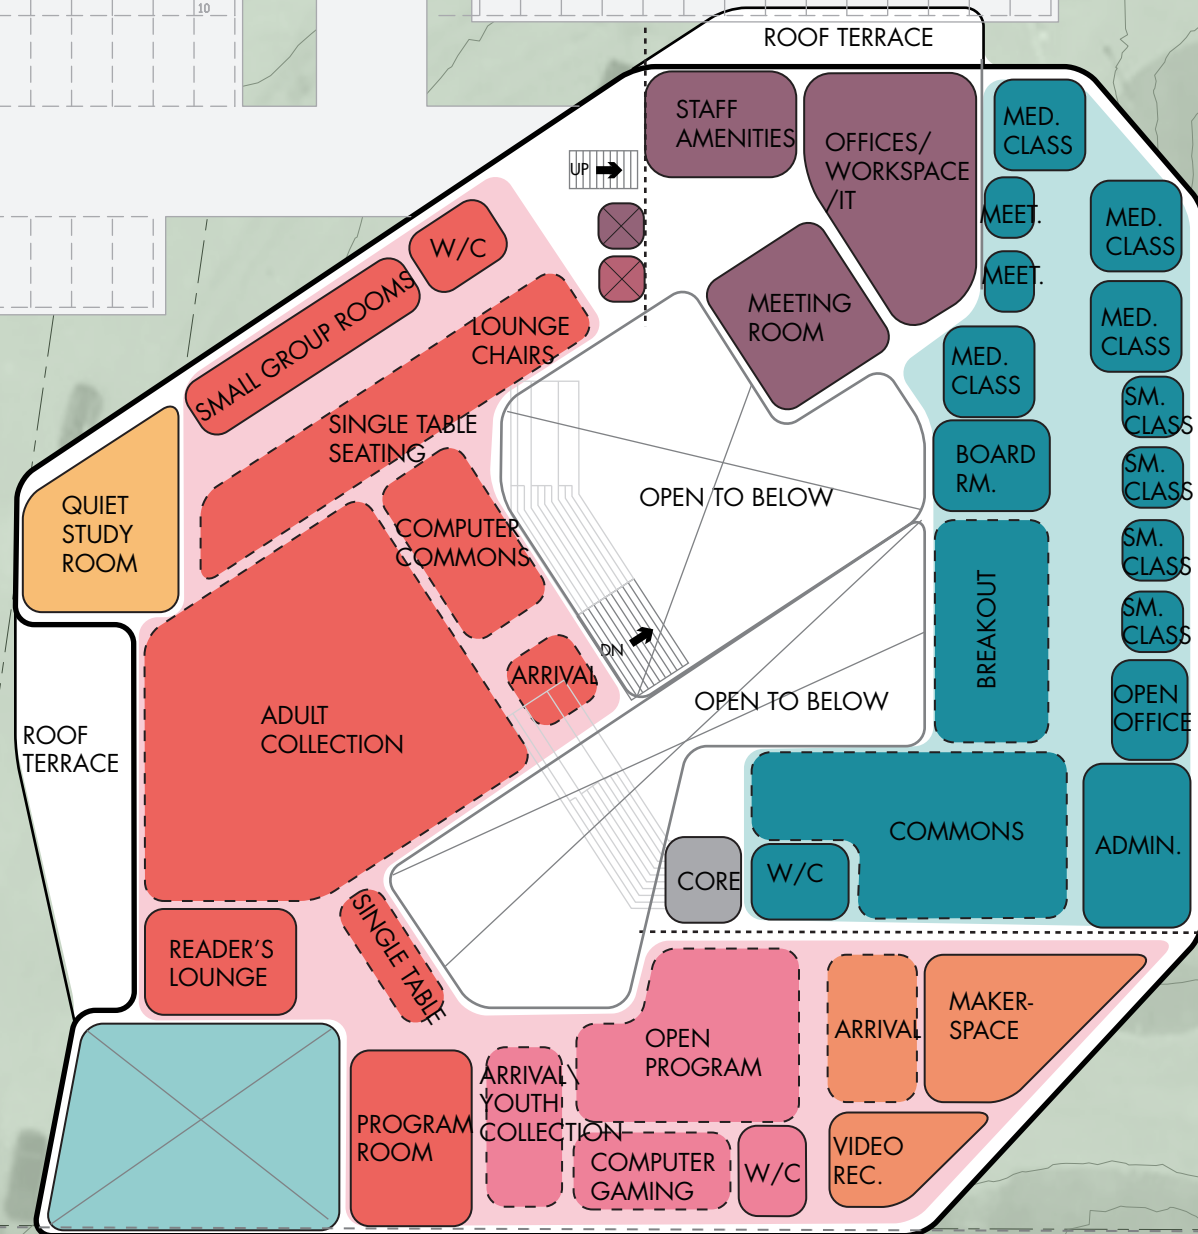 10
ROOF TERRACE
STAFF
AMENITIES
OFFICES/
WORKSPACE
/IT
MED.
CLASS
UP
MEET.
MED.
CLASS
W/C
MEET.
SMALL GROUP ROOMS
LOUNGE
CHAIRS
MEETING
ROOM
MED.
CLASS
MED.
CLASS
SM.
CLASS
SINGLE TABLE
SEATING
BOARD
RM.
SM.
CLASS
QUIET
STUDY
ROOM
COMPUTER
COMMONS
OPEN TO BELOW
SM.
CLASS
BREAKOUT
SM.
CLASS
DN
ARRIVAL
OPEN TO BELOW
OPEN
OFFICE
ROOF
TERRACE
ADULT
COLLECTION
COMMONS
ADMIN.
CORE
W/C
READER'S
LOUNGE
SINGLE TABLE
OPEN
PROGRAM
ARRIVAL
MAKER-
SPACE
ARRIVAL\
YOUTH
COLLECTION
PROGRAM
ROOM
COMPUTER
GAMING
W/C
VIDEO
REC.